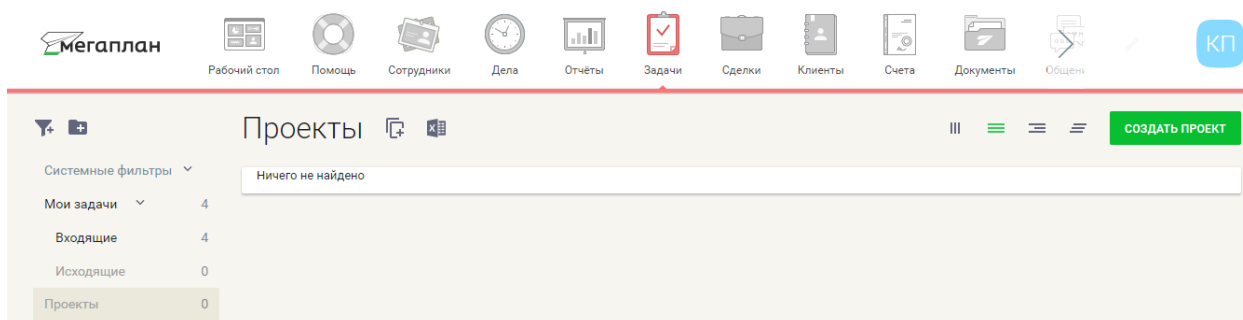 мегаплан
КП
Рабочий стол Помощь Сотрудники Дела Отчёты Задачи Сделки Клиенты Счета Документы Общени
Проекты
СОЗДАТЬ ПРОЕКТ
Системные фильтры
Ничего не найдено
Мои задачи 4
Входящие 4
Исходящие 0
Проекты 0